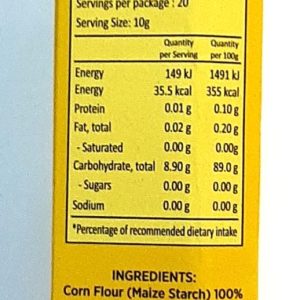 Servings per package : 20
Serving Size: 10g
Quantity per Serving Quantity per 100g
Energy 149 kJ 1491 kJ
Energy 35.5 kcal 355 kcal
Protein 0.01 g 0.10 g
Fat, total 0.02 g 0.20 g
- Saturated 0.00 g 0.00g
Carbohydrate, total 8.90 g 89.0 g
- Sugars 0.00 g 0.00 g
Sodium 0.00 g 0.00 g
*Percentage of recommended dietary intake
INGREDIENTS:
Corn Flour (Maize Starch) 100%